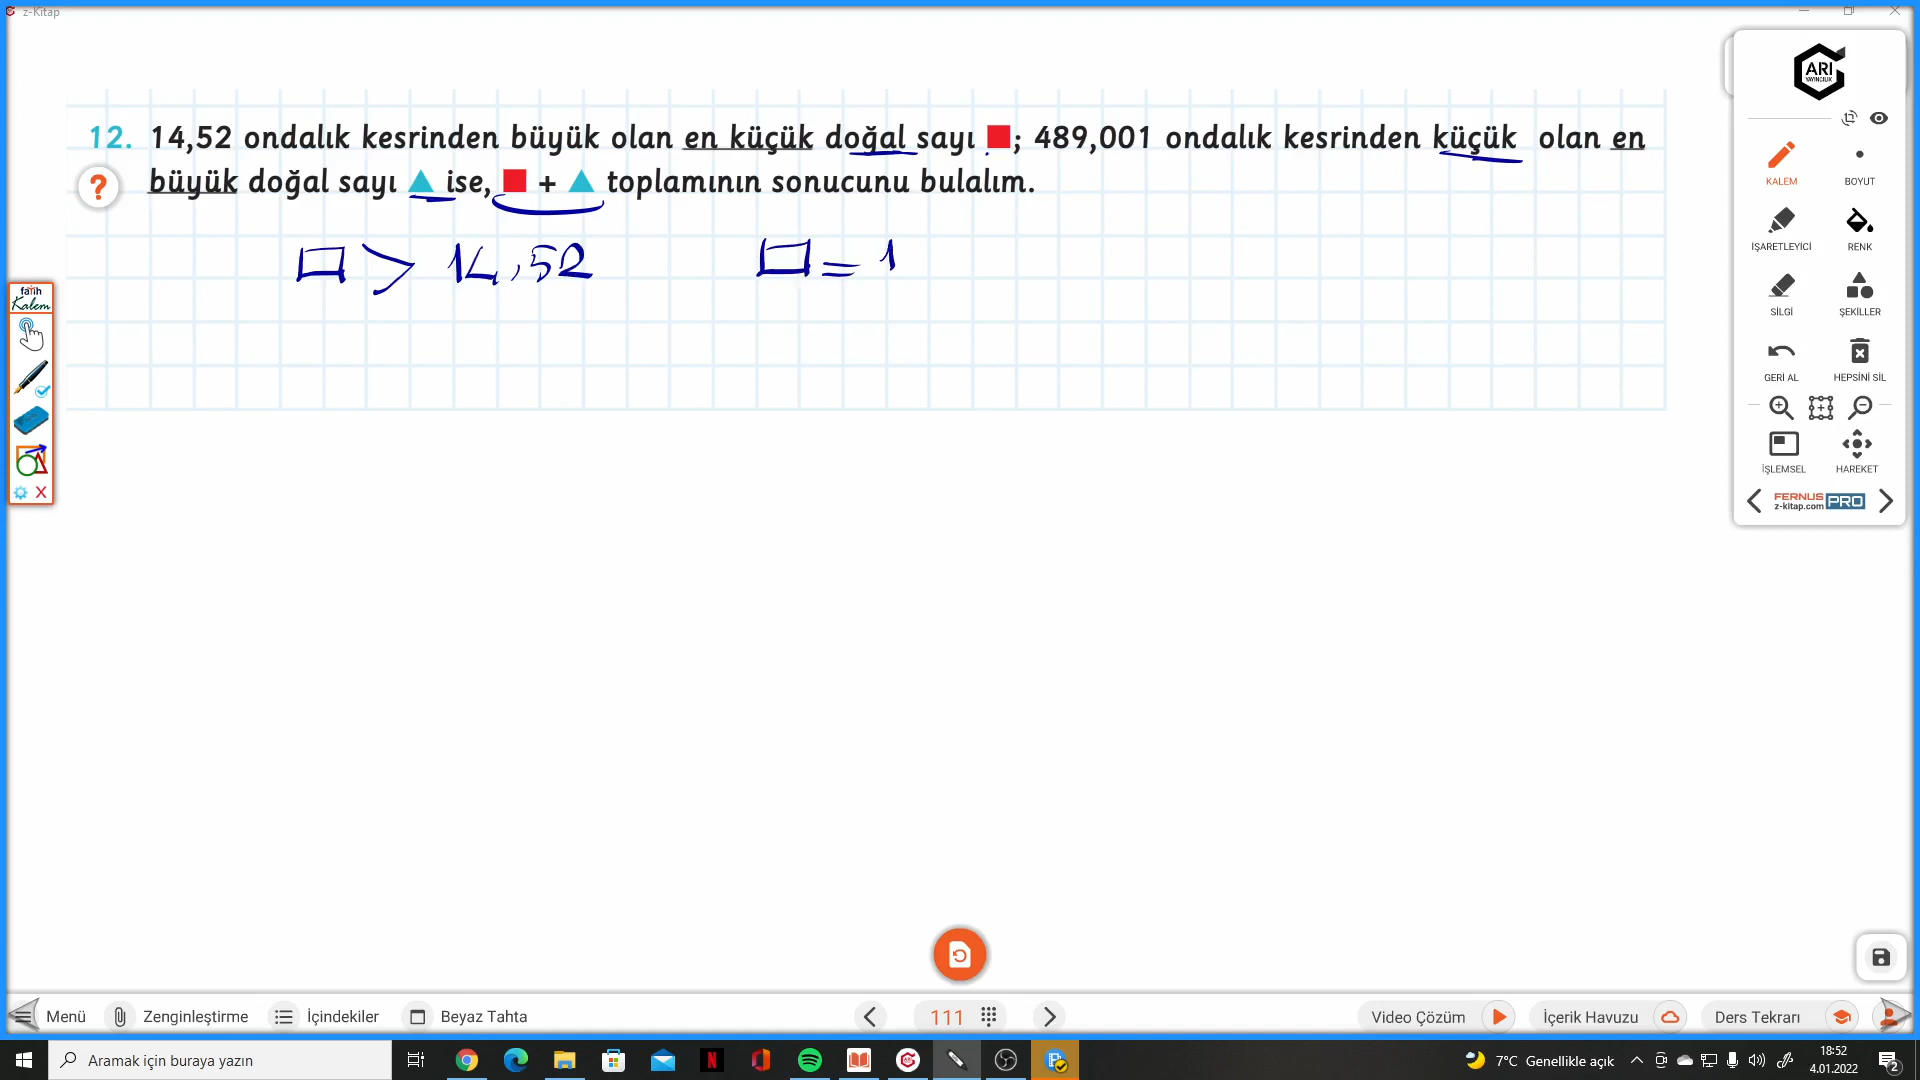 z-Kitap
12. 14,52 ondalık kesrinden büyük olan en küçük doğal sayı ■; 489,001 ondalık kesrinden küçük olan en
? büyük doğal sayı ▲ ise, ■ + ▲ toplamının sonucunu bulalım.
□ > 14,52 □ = 1
fatih
Kalem
X
ARI
YAYINCILIK
KALEM BOYUT
İŞARETLEYİCİ RENK
SİLGİ ŞEKİLLER
GERİ AL HEPSİNİ SİL
İŞLEMSEL HAREKET
FERNUS PRO
z-kitap.com
Menü Zenginleştirme İçindekiler Beyaz Tahta 111 Video Çözüm İçerik Havuzu Ders Tekrarı
Aramak için buraya yazın 7°C Genellikle açık 18:52
4.01.2022 2